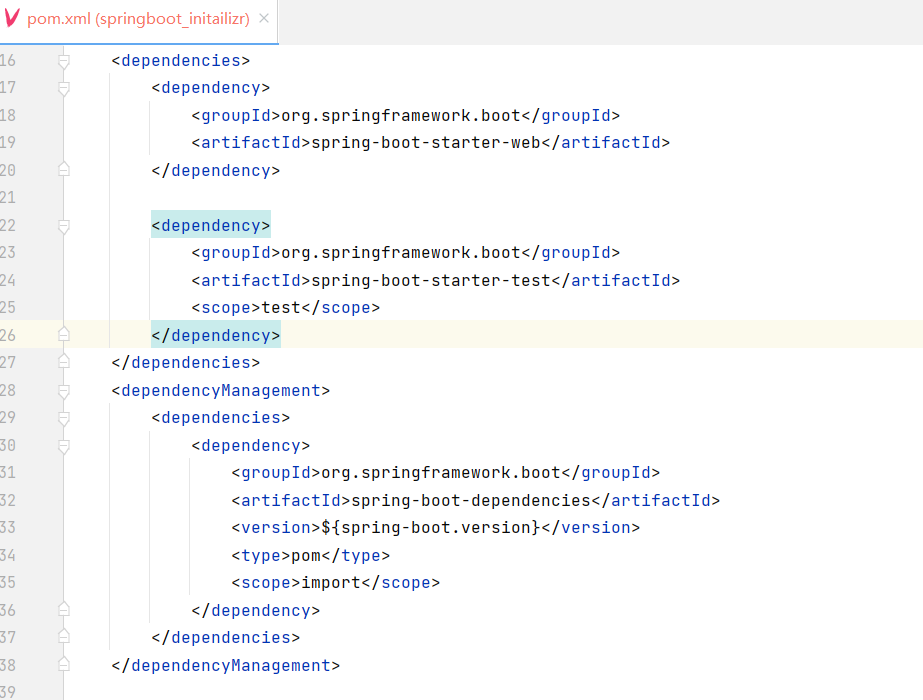 pom.xml (springboot_initailizr)
16 <dependencies>
17 <dependency>
18 <groupId>org.springframework.boot</groupId>
19 <artifactId>spring-boot-starter-web</artifactId>
20 </dependency>
21
22 <dependency>
23 <groupId>org.springframework.boot</groupId>
24 <artifactId>spring-boot-starter-test</artifactId>
25 <scope>test</scope>
26 </dependency>
27 </dependencies>
28 <dependencyManagement>
29 <dependencies>
30 <dependency>
31 <groupId>org.springframework.boot</groupId>
32 <artifactId>spring-boot-dependencies</artifactId>
33 <version>${spring-boot.version}</version>
34 <type>pom</type>
35 <scope>import</scope>
36 </dependency>
37 </dependencies>
38 </dependencyManagement>
39